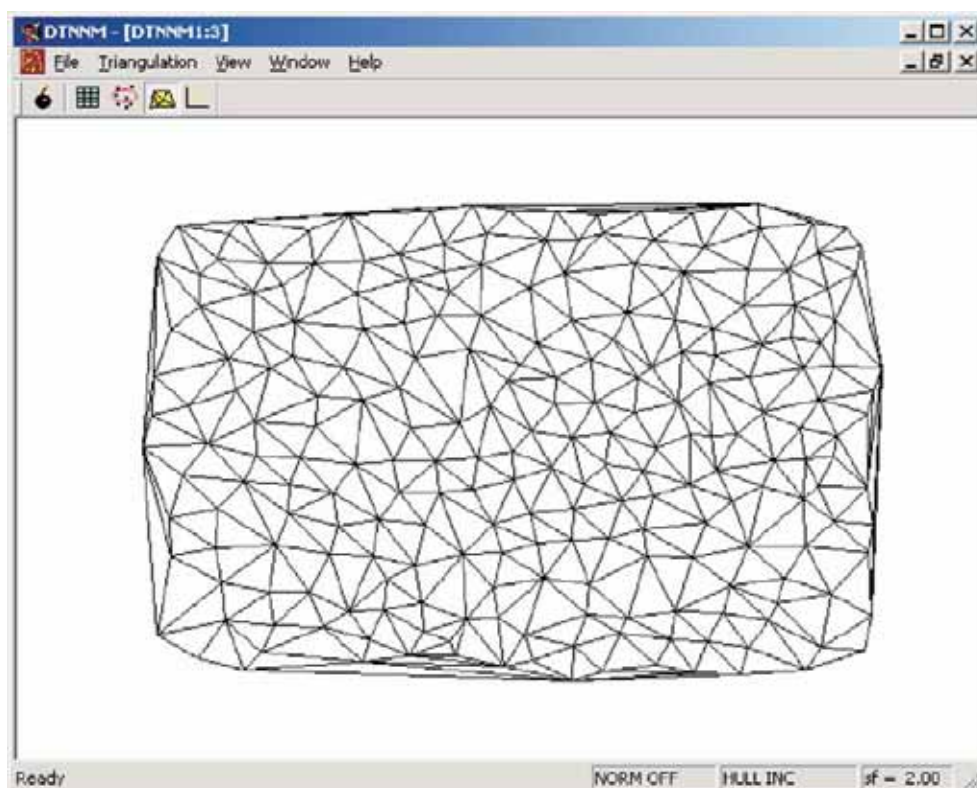 DTNNM - [DTNNM1:3]
File Triangulation View Window Help
Ready NORM OFF HULL INC sf = 2.00